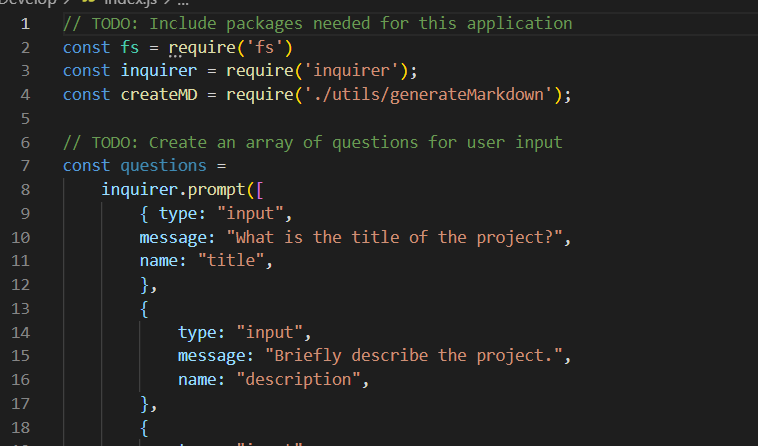 Develop > JS index.js > ...
1 // TODO: Include packages needed for this application
2 const fs = require('fs')
3 const inquirer = require('inquirer');
4 const createMD = require('./utils/generateMarkdown');
5
6 // TODO: Create an array of questions for user input
7 const questions =
8 inquirer.prompt([
9 { type: "input",
10 message: "What is the title of the project?",
11 name: "title",
12 },
13 {
14 type: "input",
15 message: "Briefly describe the project.",
16 name: "description",
17 },
18 {